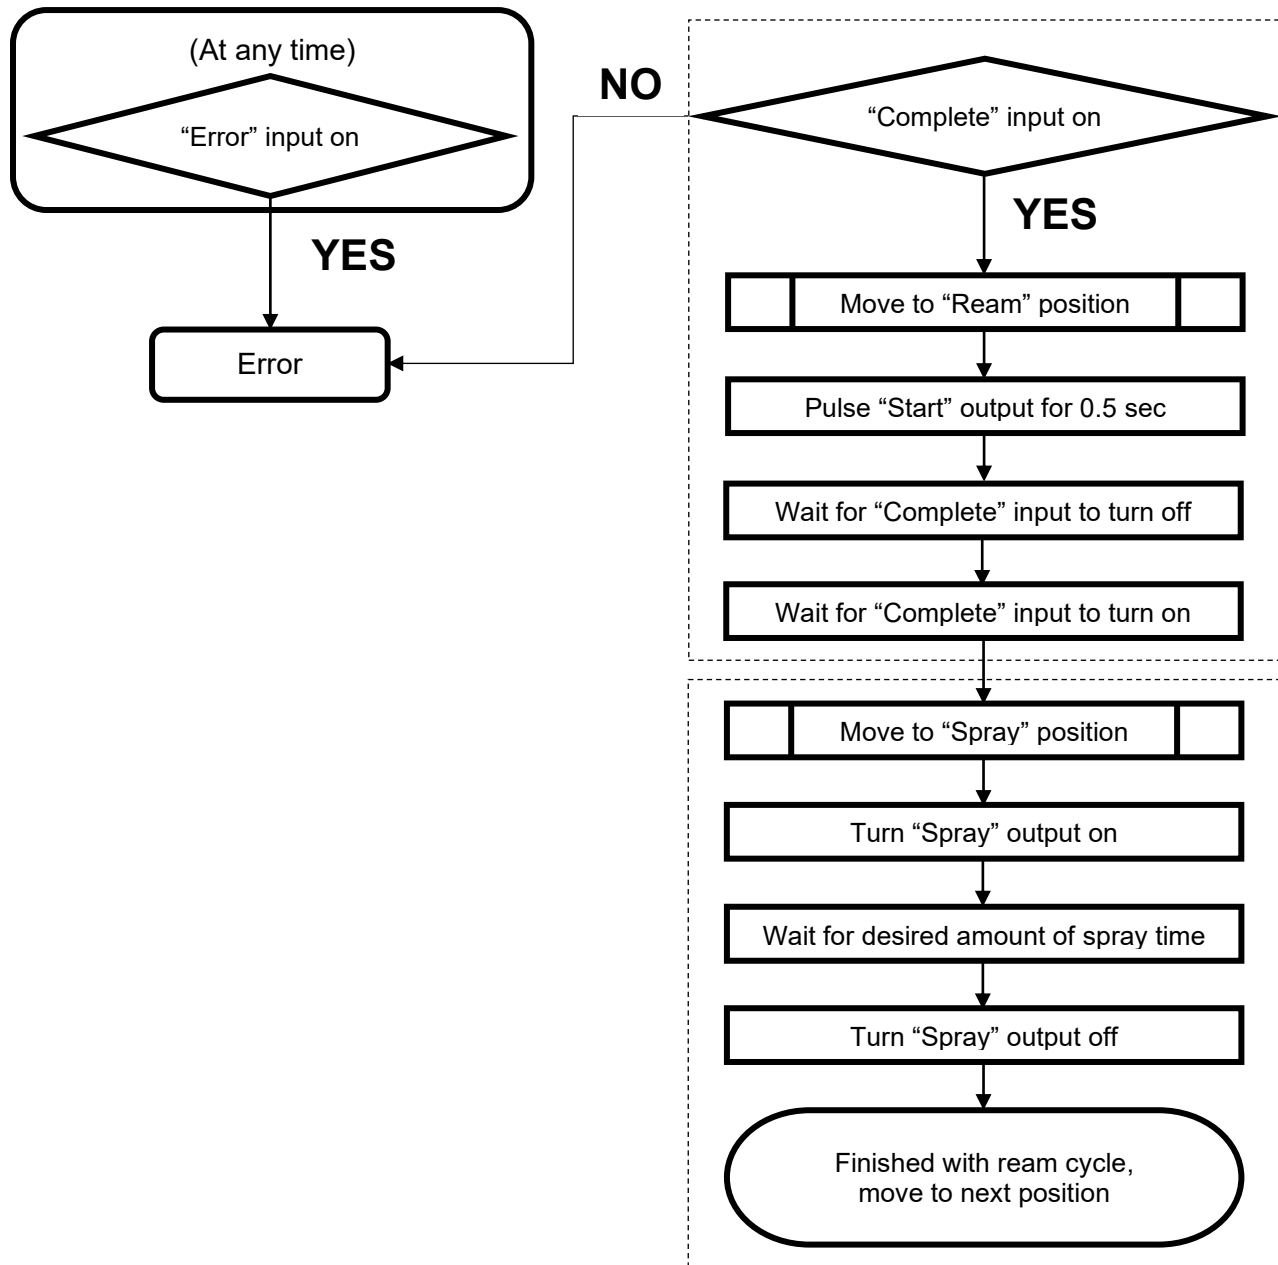 (At any time)
“Error” input on
YES
Error
NO
“Complete” input on
YES
Move to “Ream” position
Pulse “Start” output for 0.5 sec
Wait for “Complete” input to turn off
Wait for “Complete” input to turn on
Move to “Spray” position
Turn “Spray” output on
Wait for desired amount of spray time
Turn “Spray” output off
Finished with ream cycle,
move to next position